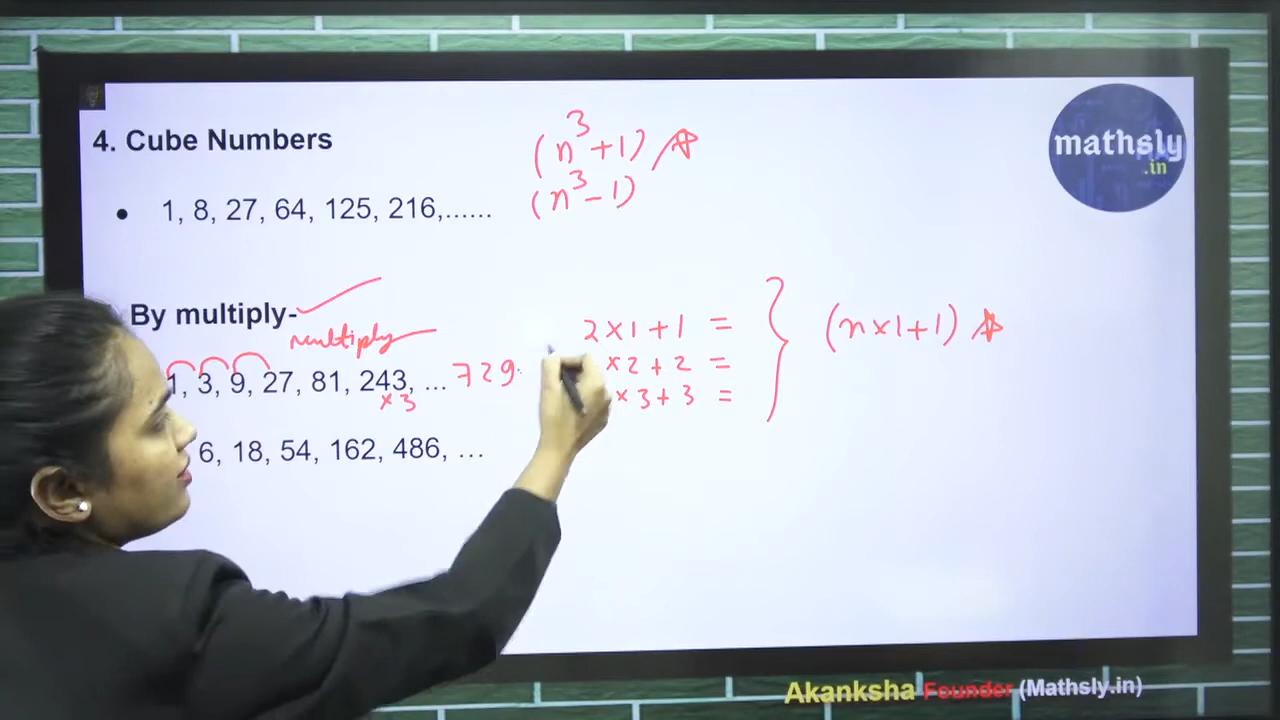 4. Cube Numbers
(n³+1)
(n³-1)
• 1, 8, 27, 64, 125, 216,......
mathsly
.in
By multiply-
multiply
1, 3, 9, 27, 81, 243, ... 729
×3
6, 18, 54, 162, 486, ...
2×1+1 =
×2+2 =
×3+3 =
(n×1+1)
Akanksha Founder (Mathsly.in)